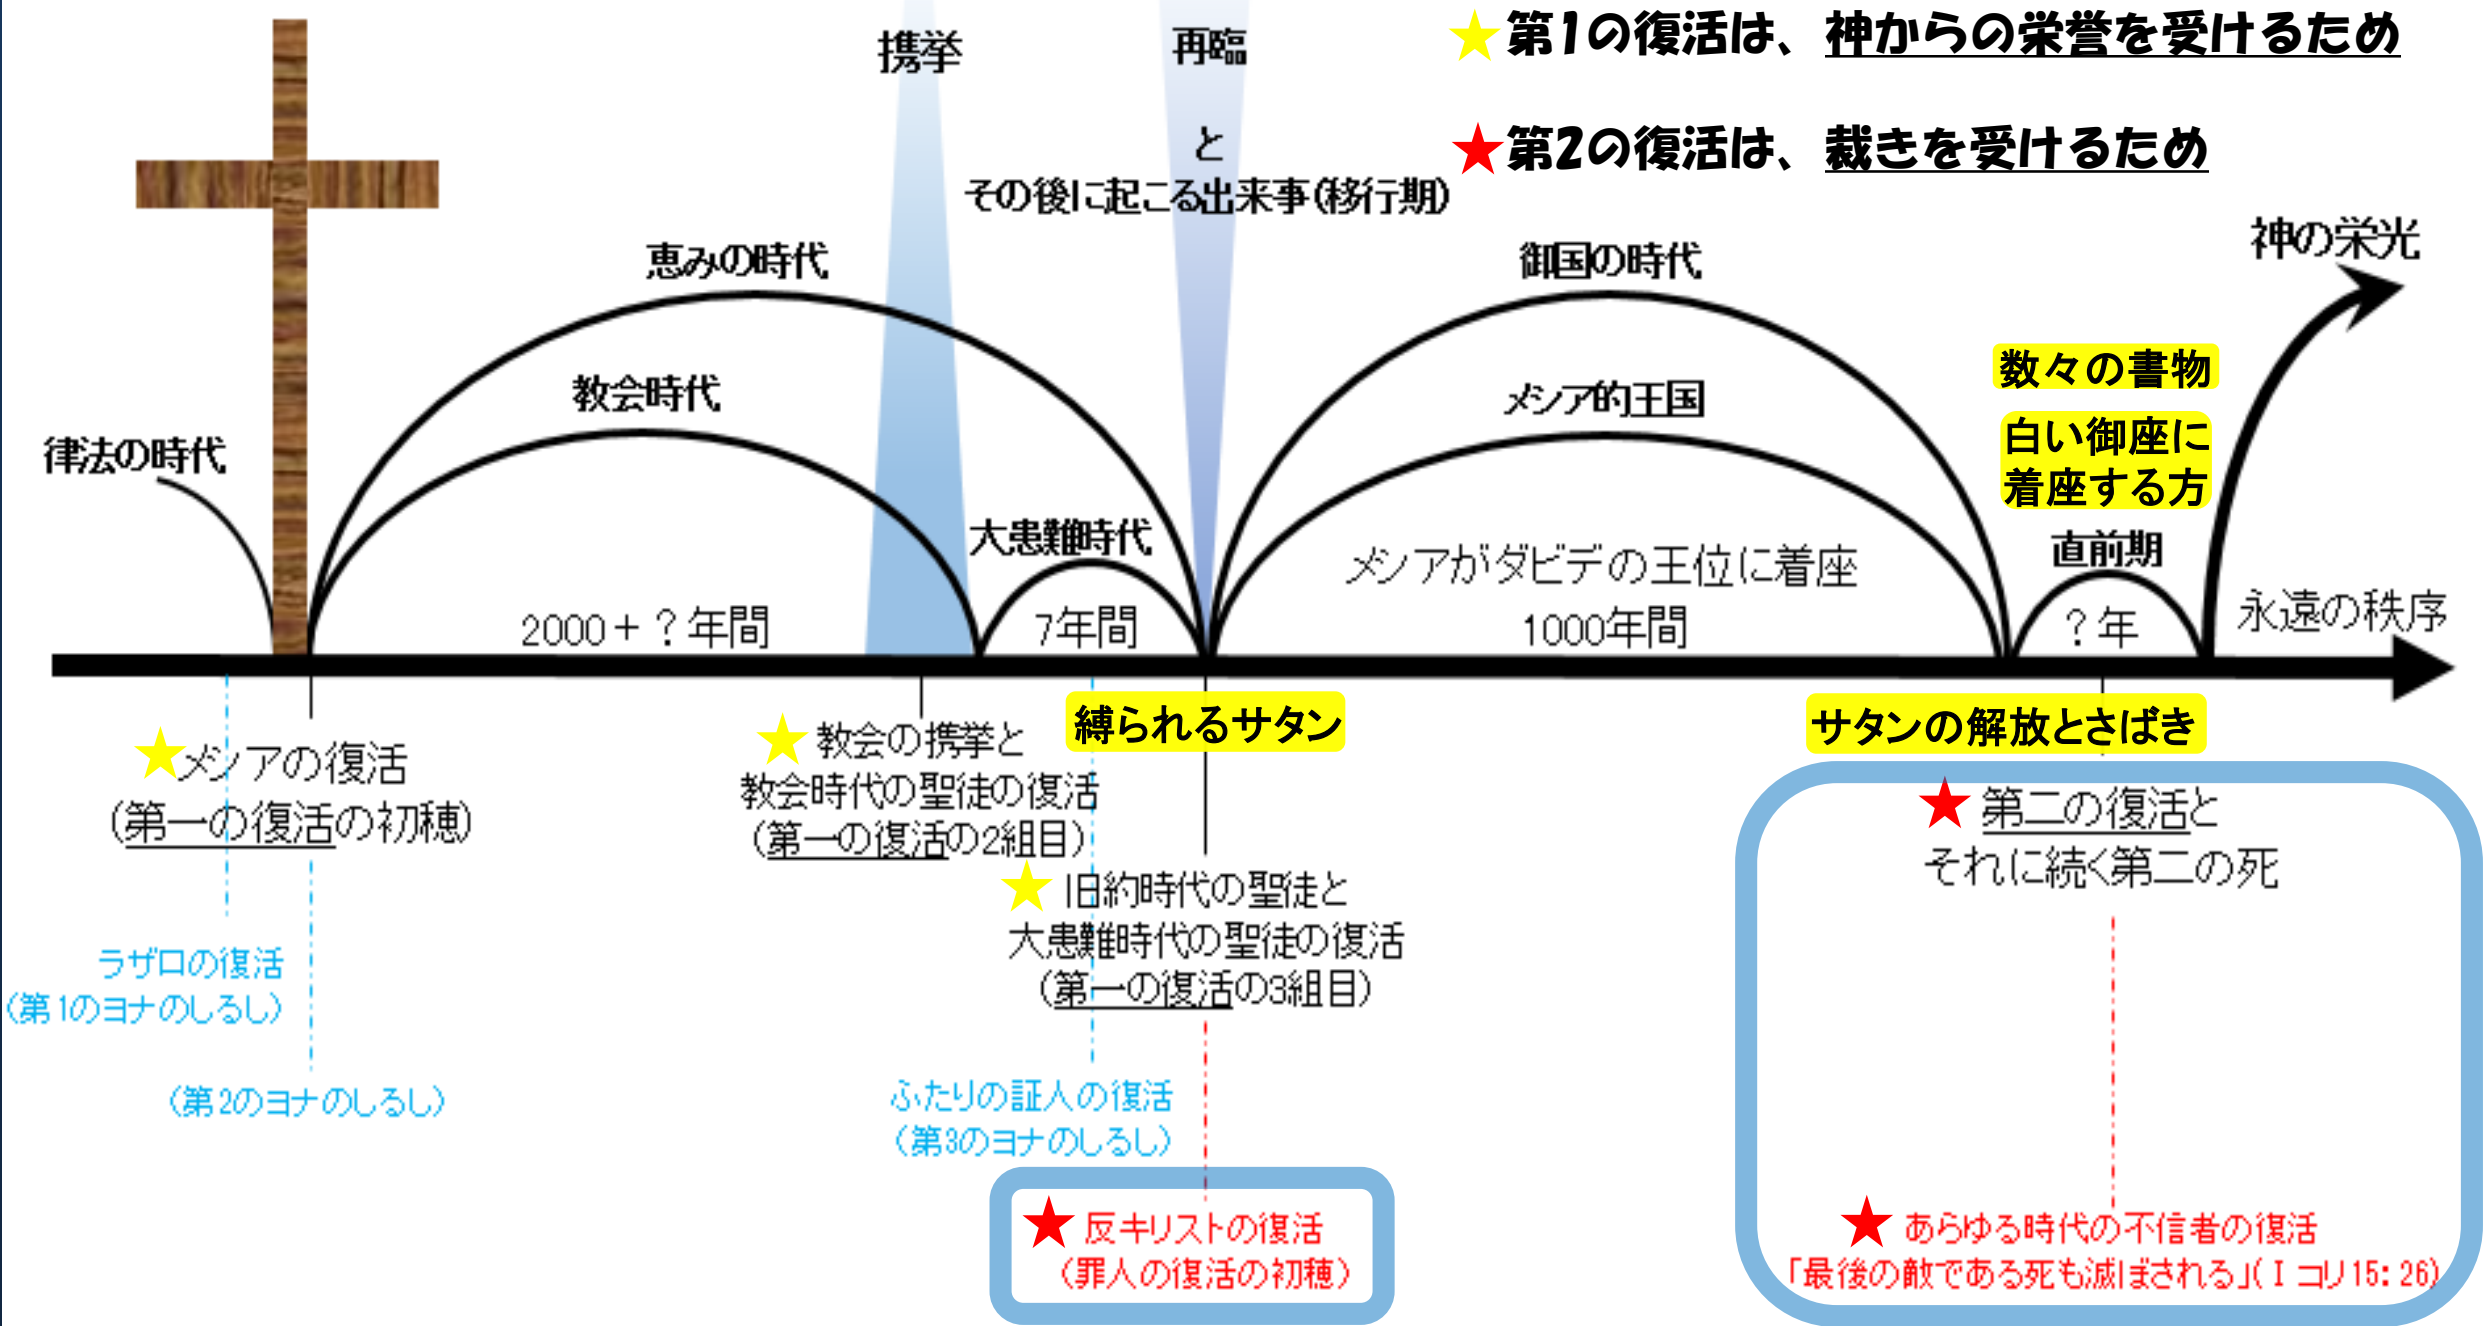 ★第1の復活は、神からの栄誉を受けるため
★第2の復活は、裁きを受けるため
携挙
再臨
と
その後に起こる出来事(移行期)
神の栄光
恵みの時代
御国の時代
教会時代
メシア的王国
数々の書物
白い御座に
着座する方
律法の時代
大患難時代
直前期
メシアがダビデの王位に着座
2000+?年間
7年間
1000年間
?年
永遠の秩序
★メシアの復活
(第一の復活の初穂)
★教会の携挙と
教会時代の聖徒の復活
(第一の復活の2組目)
縛られるサタン
サタンの解放とさばき
★旧約時代の聖徒と
大患難時代の聖徒の復活
(第一の復活の3組目)
★第二の復活と
それに続く第二の死
ラザロの復活
(第1のヨナのしるし)
(第2のヨナのしるし)
ふたりの証人の復活
(第3のヨナのしるし)
★反キリストの復活
(罪人の復活の初穂)
★あらゆる時代の不信者の復活
「最後の敵である死も滅ぼされる」(Ⅰコリ15:26)